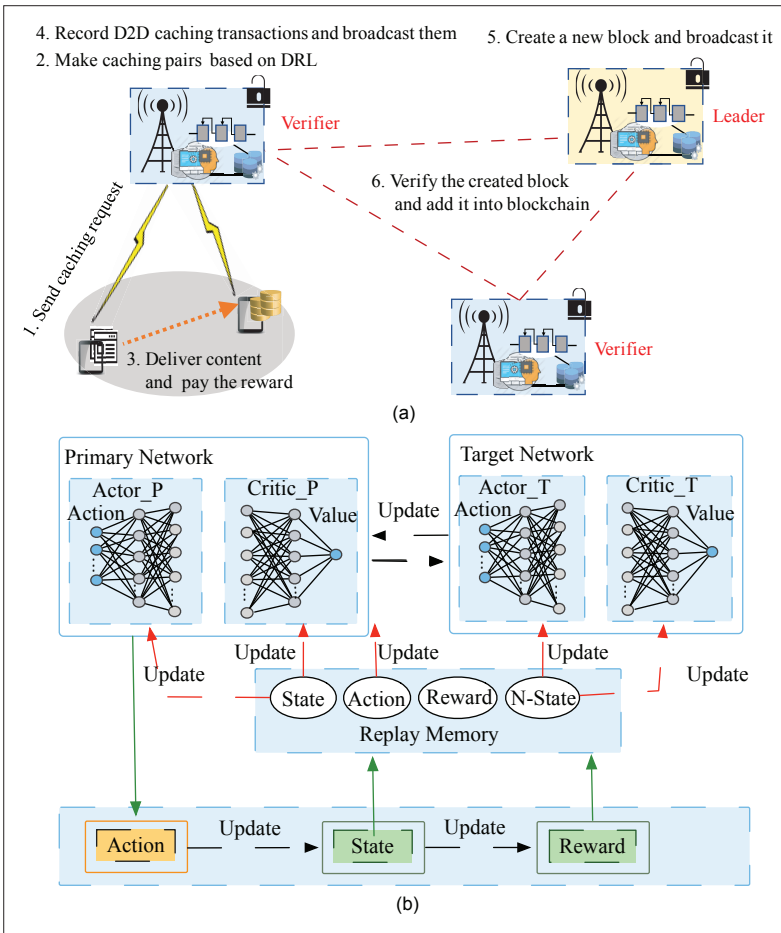 4. Record D2D caching transactions and broadcast them
2. Make caching pairs based on DRL
5. Create a new block and broadcast it
Verifier
Leader
6. Verify the created block
and add it into blockchain
1. Send caching request
3. Deliver content
and pay the reward
Verifier
(a)
Primary Network
Target Network
Actor_P
Critic_P
Actor_T
Critic_T
Action
Value
Update
Action
Value
Update
Update
Update
Update
Update
State
Action
Reward
N-State
Replay Memory
Update
Update
Action
State
Reward
(b)